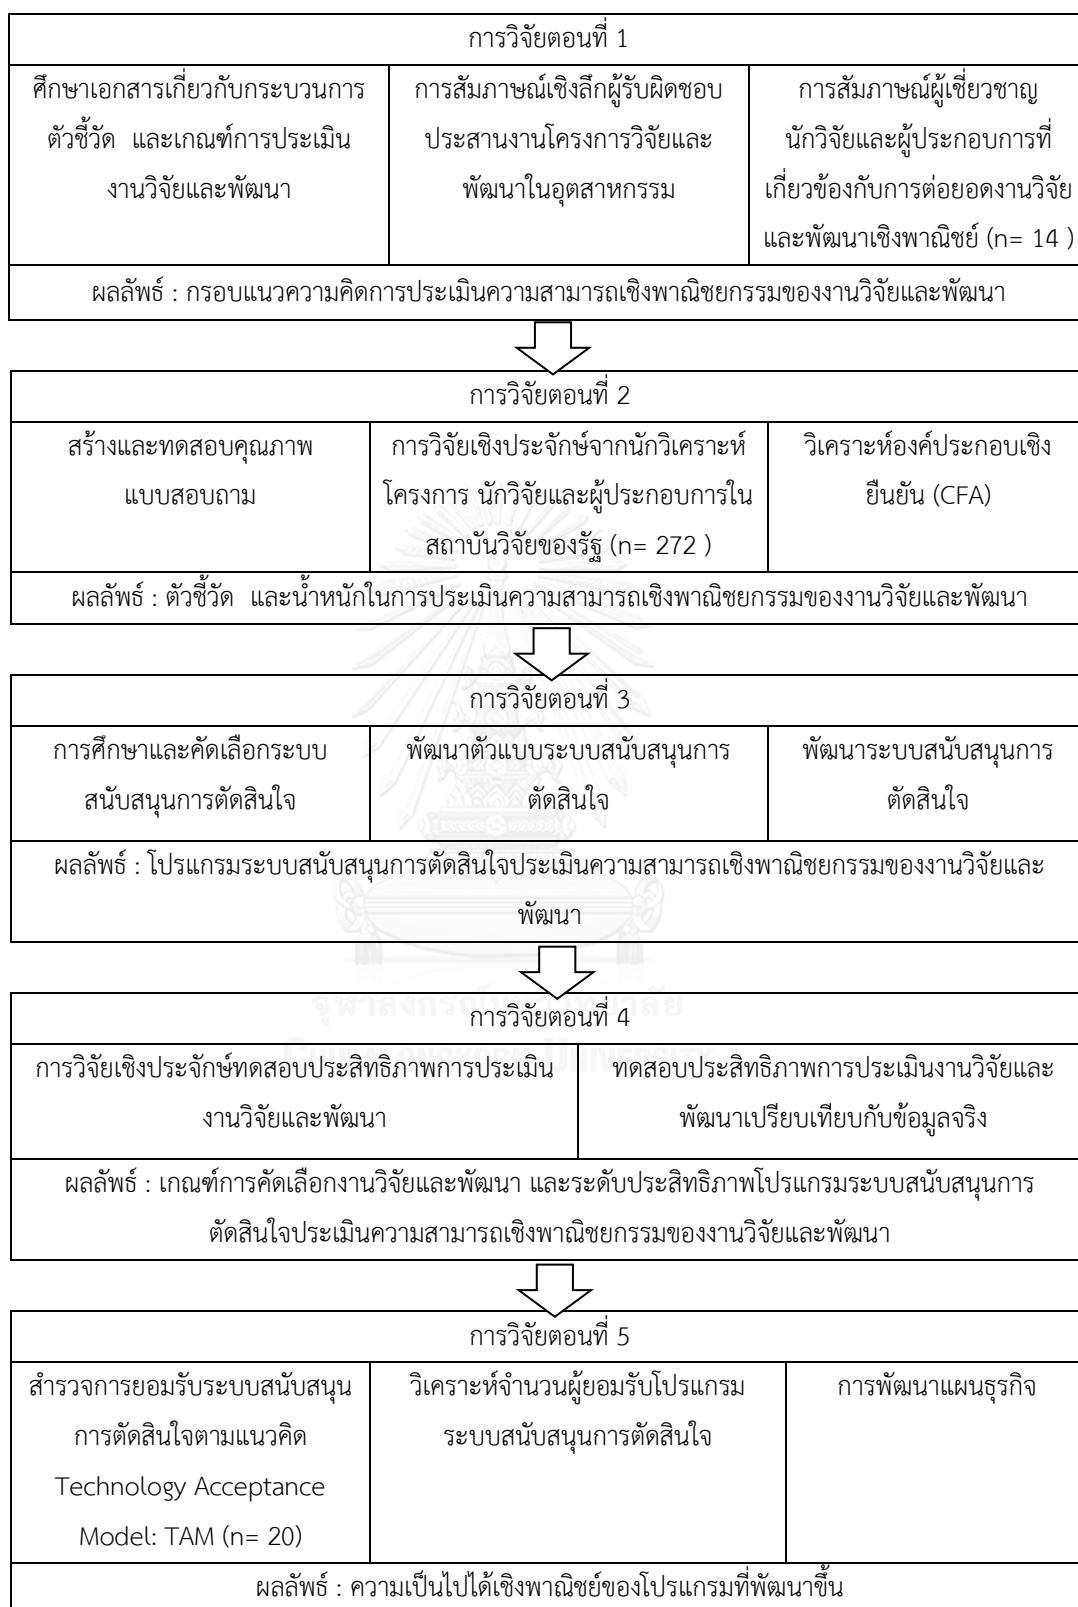 การวิจัยตอนที่ 1
ศึกษาเอกสารเกี่ยวกับกระบวนการ
ตัวชี้วัด และเกณฑ์การประเมิน
งานวิจัยและพัฒนา
การสัมภาษณ์เชิงลึกผู้รับผิดชอบ
ประสานงานโครงการวิจัยและ
พัฒนาในอุตสาหกรรม
การสัมภาษณ์ผู้เชี่ยวชาญ
นักวิจัยและผู้ประกอบการที่
เกี่ยวข้องกับการต่อยอดงานวิจัย
และพัฒนาเชิงพาณิชย์ (n= 14 )
ผลลัพธ์ : กรอบแนวความคิดการประเมินความสามารถเชิงพาณิชยกรรมของงานวิจัยและพัฒนา
การวิจัยตอนที่ 2
สร้างและทดสอบคุณภาพ
แบบสอบถาม
การวิจัยเชิงประจักษ์จากนักวิเคราะห์
โครงการ นักวิจัยและผู้ประกอบการใน
สถาบันวิจัยของรัฐ (n= 272 )
วิเคราะห์องค์ประกอบเชิง
ยืนยัน (CFA)
ผลลัพธ์ : ตัวชี้วัด และน้ำหนักในการประเมินความสามารถเชิงพาณิชยกรรมของงานวิจัยและพัฒนา
การวิจัยตอนที่ 3
การศึกษาและคัดเลือกระบบ
สนับสนุนการตัดสินใจ
พัฒนาตัวแบบระบบสนับสนุนการ
ตัดสินใจ
พัฒนาระบบสนับสนุนการ
ตัดสินใจ
ผลลัพธ์ : โปรแกรมระบบสนับสนุนการตัดสินใจประเมินความสามารถเชิงพาณิชยกรรมของงานวิจัยและ
พัฒนา
จุฬาลงกรณ์มหาวิทยาลัย
CHULALONGKORN UNIVERSITY
การวิจัยตอนที่ 4
การวิจัยเชิงประจักษ์ทดสอบประสิทธิภาพการประเมิน
งานวิจัยและพัฒนา
ทดสอบประสิทธิภาพการประเมินงานวิจัยและ
พัฒนาเปรียบเทียบกับข้อมูลจริง
ผลลัพธ์ : เกณฑ์การคัดเลือกงานวิจัยและพัฒนา และระดับประสิทธิภาพโปรแกรมระบบสนับสนุนการ
ตัดสินใจประเมินความสามารถเชิงพาณิชยกรรมของงานวิจัยและพัฒนา
การวิจัยตอนที่ 5
สำรวจการยอมรับระบบสนับสนุน
การตัดสินใจตามแนวคิด
Technology Acceptance
Model: TAM (n= 20)
วิเคราะห์จำนวนผู้ยอมรับโปรแกรม
ระบบสนับสนุนการตัดสินใจ
การพัฒนาแผนธุรกิจ
ผลลัพธ์ : ความเป็นไปได้เชิงพาณิชย์ของโปรแกรมที่พัฒนาขึ้น